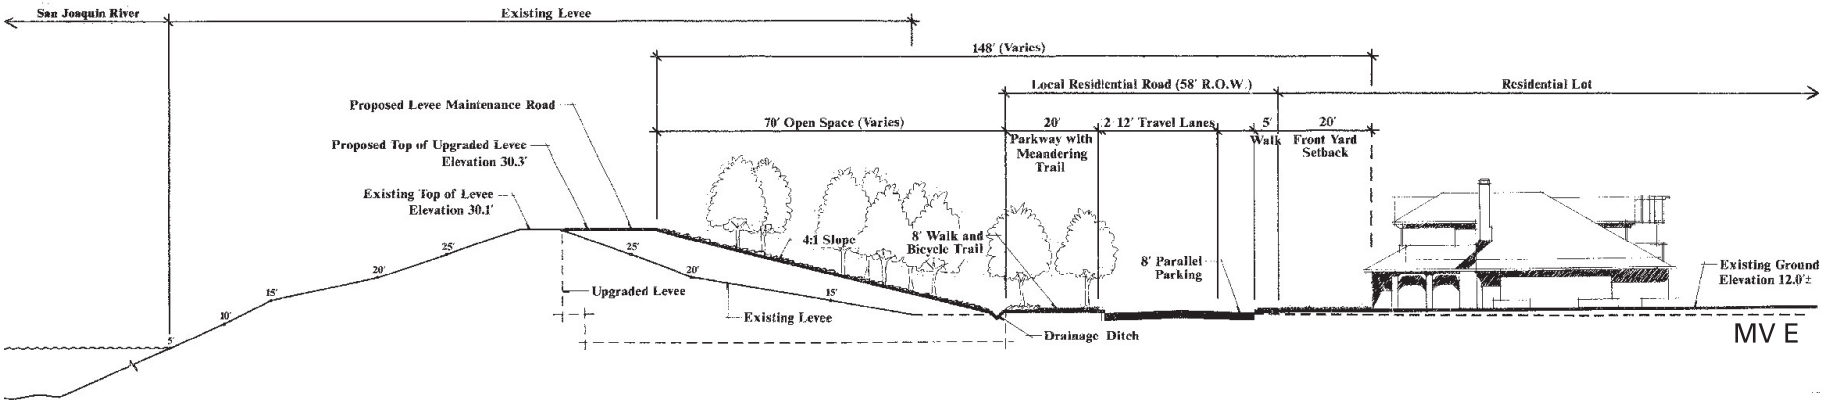 San Joaquin River
Existing Levee
148' (Varies)
Local Residential Road (58' R.O.W.)
Residential Lot
Proposed Levee Maintenance Road
70' Open Space (Varies)
20'
2 12' Travel Lanes
5'
20'
Parkway with
Meandering
Trail
Walk
Front Yard
Setback
Proposed Top of Upgraded Levee
Elevation 30.3'
Existing Top of Levee
Elevation 30.1'
4:1 Slope
8' Walk and
Bicycle Trail
8' Parallel
Parking
Existing Ground
Elevation 12.0'±
25'
25'
20'
20'
15'
15'
10'
5'
Upgraded Levee
Existing Levee
Drainage Ditch
MV E